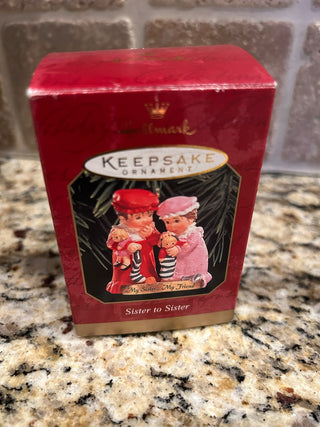 Hallmark
KEEPSAKE
ORNAMENT
My Sister My Friend
Sister to Sister